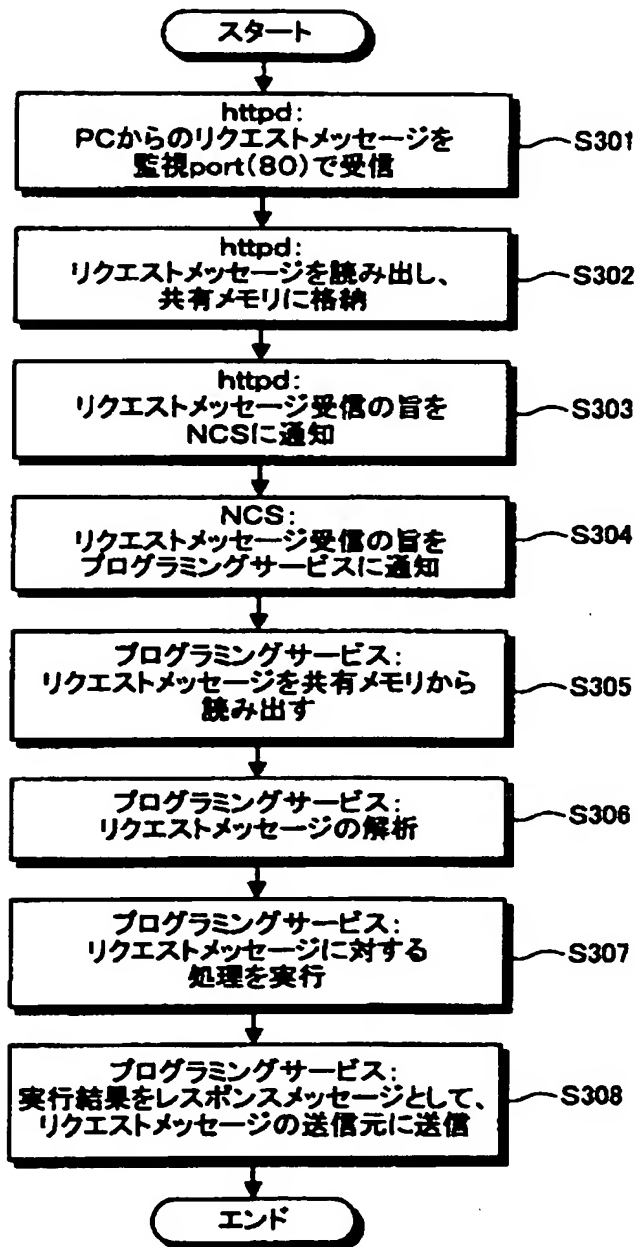 スタート
httpd:
PCからのリクエストメッセージを
監視port(80)で受信
S301
httpd:
リクエストメッセージを読み出し、
共有メモリに格納
S302
httpd:
リクエストメッセージ受信の旨を
NCSに通知
S303
NCS:
リクエストメッセージ受信の旨を
プログラミングサービスに通知
S304
プログラミングサービス:
リクエストメッセージを共有メモリから
読み出す
S305
プログラミングサービス:
リクエストメッセージの解析
S306
プログラミングサービス:
リクエストメッセージに対する
処理を実行
S307
プログラミングサービス:
実行結果をレスポンスメッセージとして、
リクエストメッセージの送信元に送信
S308
エンド